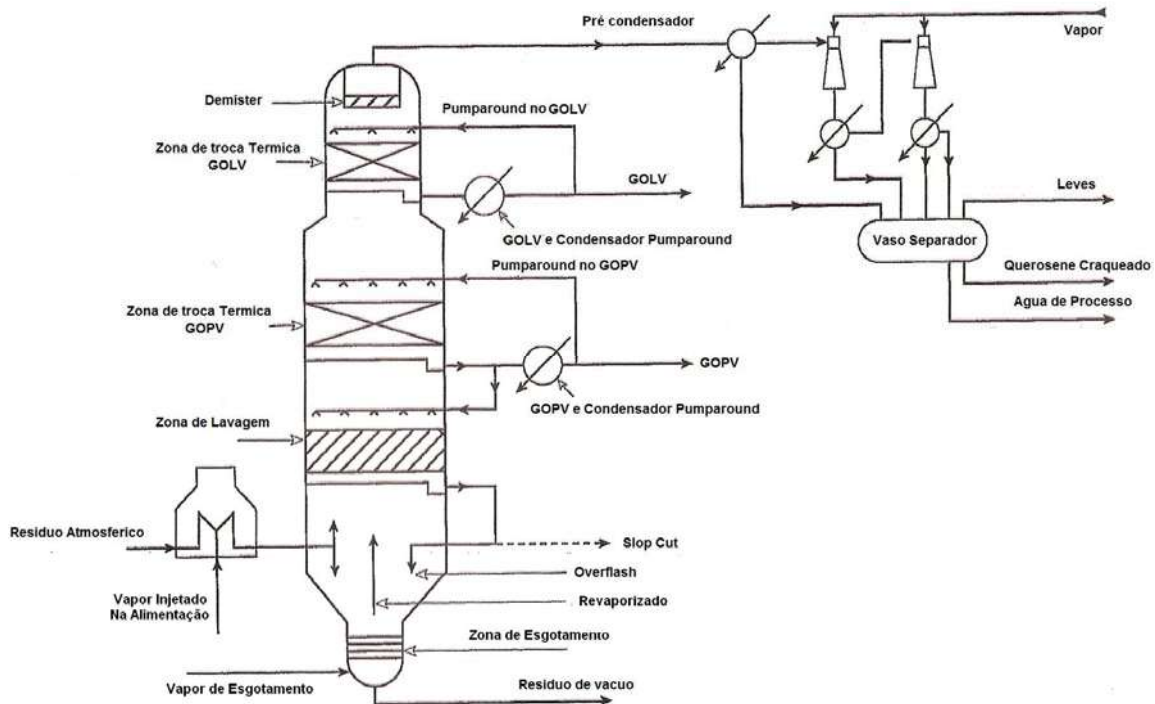 Pré condensador
Vapor
Demister
Pumparound no GOLV
Zona de troca Termica
GOLV
GOLV
Leves
Vaso Separador
GOLV e Condensador Pumparound
Pumparound no GOPV
Querosene Craqueado
Agua de Processo
Zona de troca Termica
GOPV
GOPV
GOPV e Condensador Pumparound
Zona de Lavagem
Residuo Atmosferico
Slop Cut
Overflash
Vapor Injetado
Na Alimentação
Revaporizado
Zona de Esgotamento
Vapor de Esgotamento
Residuo de vacuo